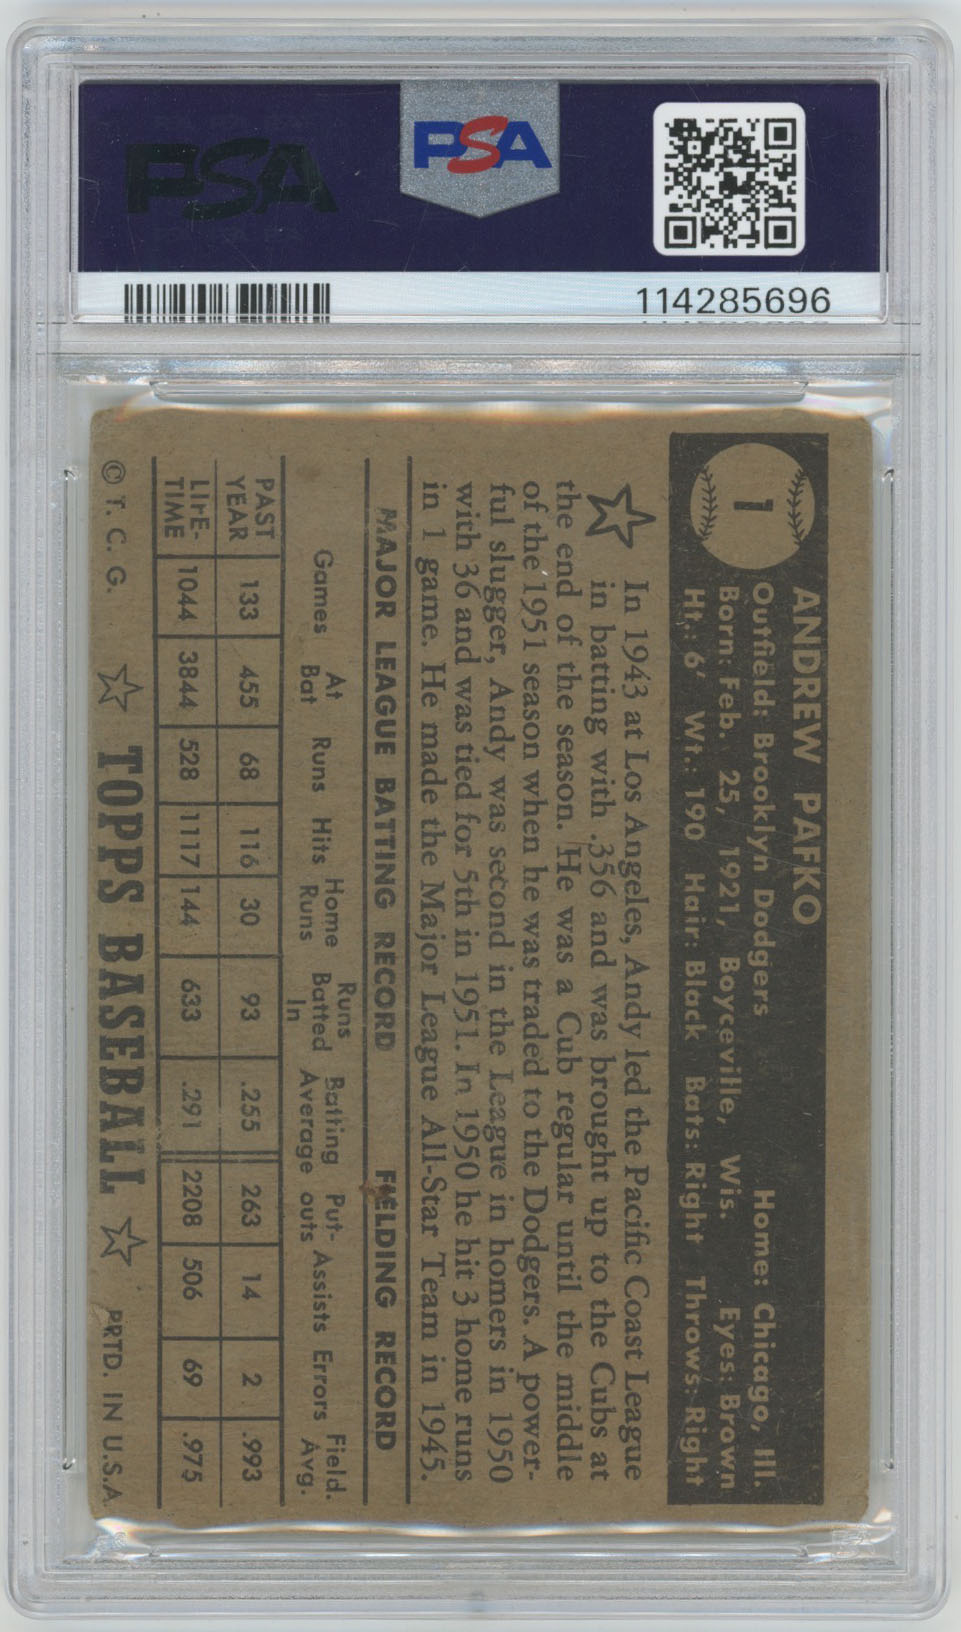 PSA
PSA
114285696
1
ANDREW PAFKO
Outfield: Brooklyn Dodgers Home: Chicago, Ill.
Born: Feb. 25, 1921, Boyceville, Wis. Eyes: Brown
Ht.: 6' Wt.: 190 Hair: Black Bats: Right Throws: Right
In 1943 at Los Angeles, Andy led the Pacific Coast League
in batting with .356 and was brought up to the Cubs at
the end of the season. He was a Cub regular until the middle
of the 1951 season when he was traded to the Dodgers. A power-
ful slugger, Andy was second in the League in homers in 1950
with 36 and was tied for 5th in 1951. In 1950 he hit 3 home runs
in 1 game. He made the Major League All-Star Team in 1945.
MAJOR LEAGUE BATTING RECORD FIELDING RECORD
Games At Bat Runs Hits Home Runs Runs Batted In Batting Average Put-outs Assists Errors Field. Avg.
PAST YEAR 133 455 68 116 30 93 .255 263 14 2 .993
LIFE-TIME 1044 3844 528 1117 144 633 .291 2208 506 69 .975
© T. C. G. TOPPS BASEBALL PRTD. IN U.S.A.